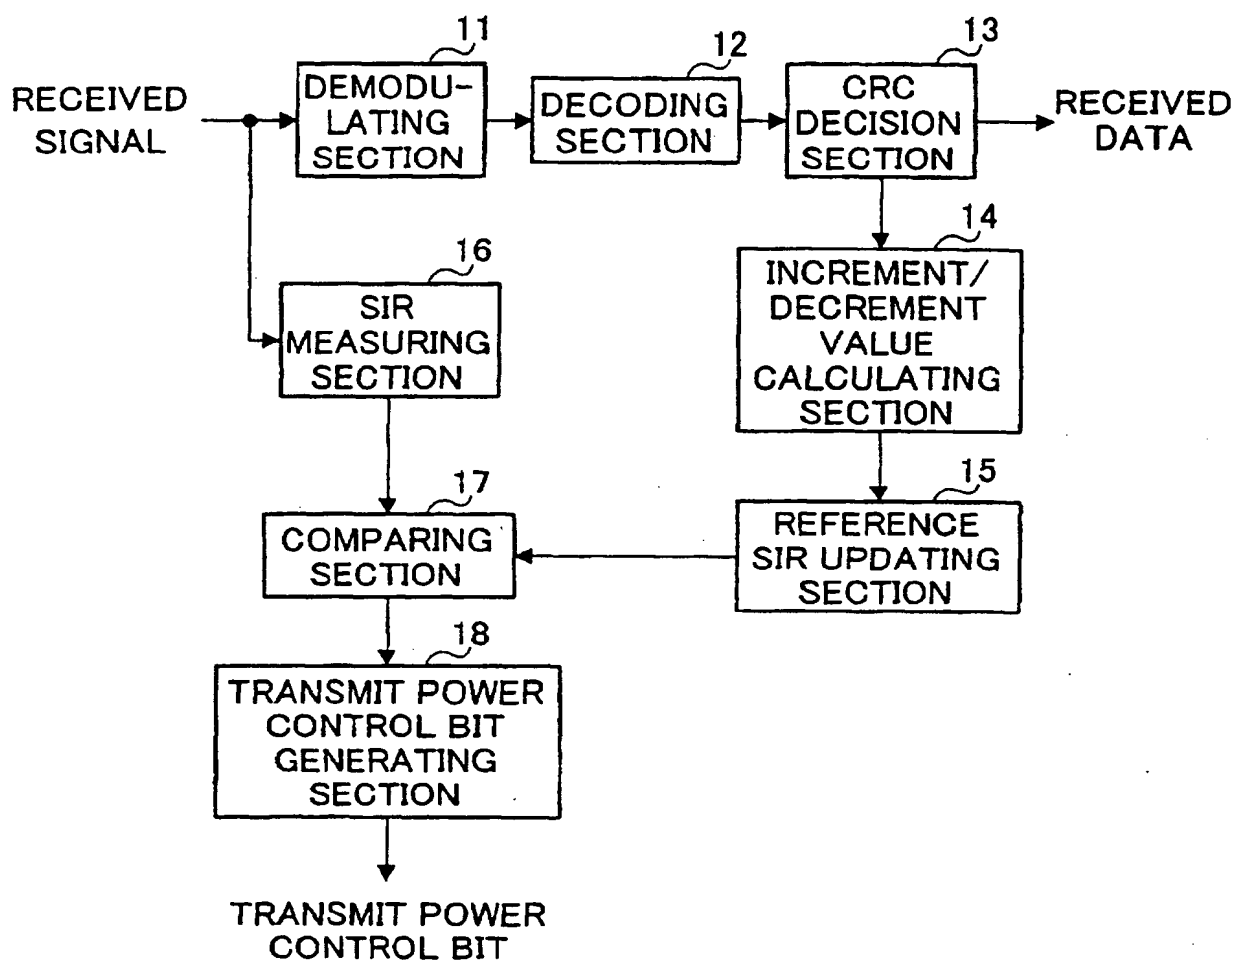 11
12
13
RECEIVED
SIGNAL
DEMODU-
LATING
SECTION
DECODING
SECTION
CRC
DECISION
SECTION
RECEIVED
DATA
16
14
SIR
MEASURING
SECTION
INCREMENT/
DECREMENT
VALUE
CALCULATING
SECTION
17
15
COMPARING
SECTION
REFERENCE
SIR UPDATING
SECTION
18
TRANSMIT POWER
CONTROL BIT
GENERATING
SECTION
TRANSMIT POWER
CONTROL BIT